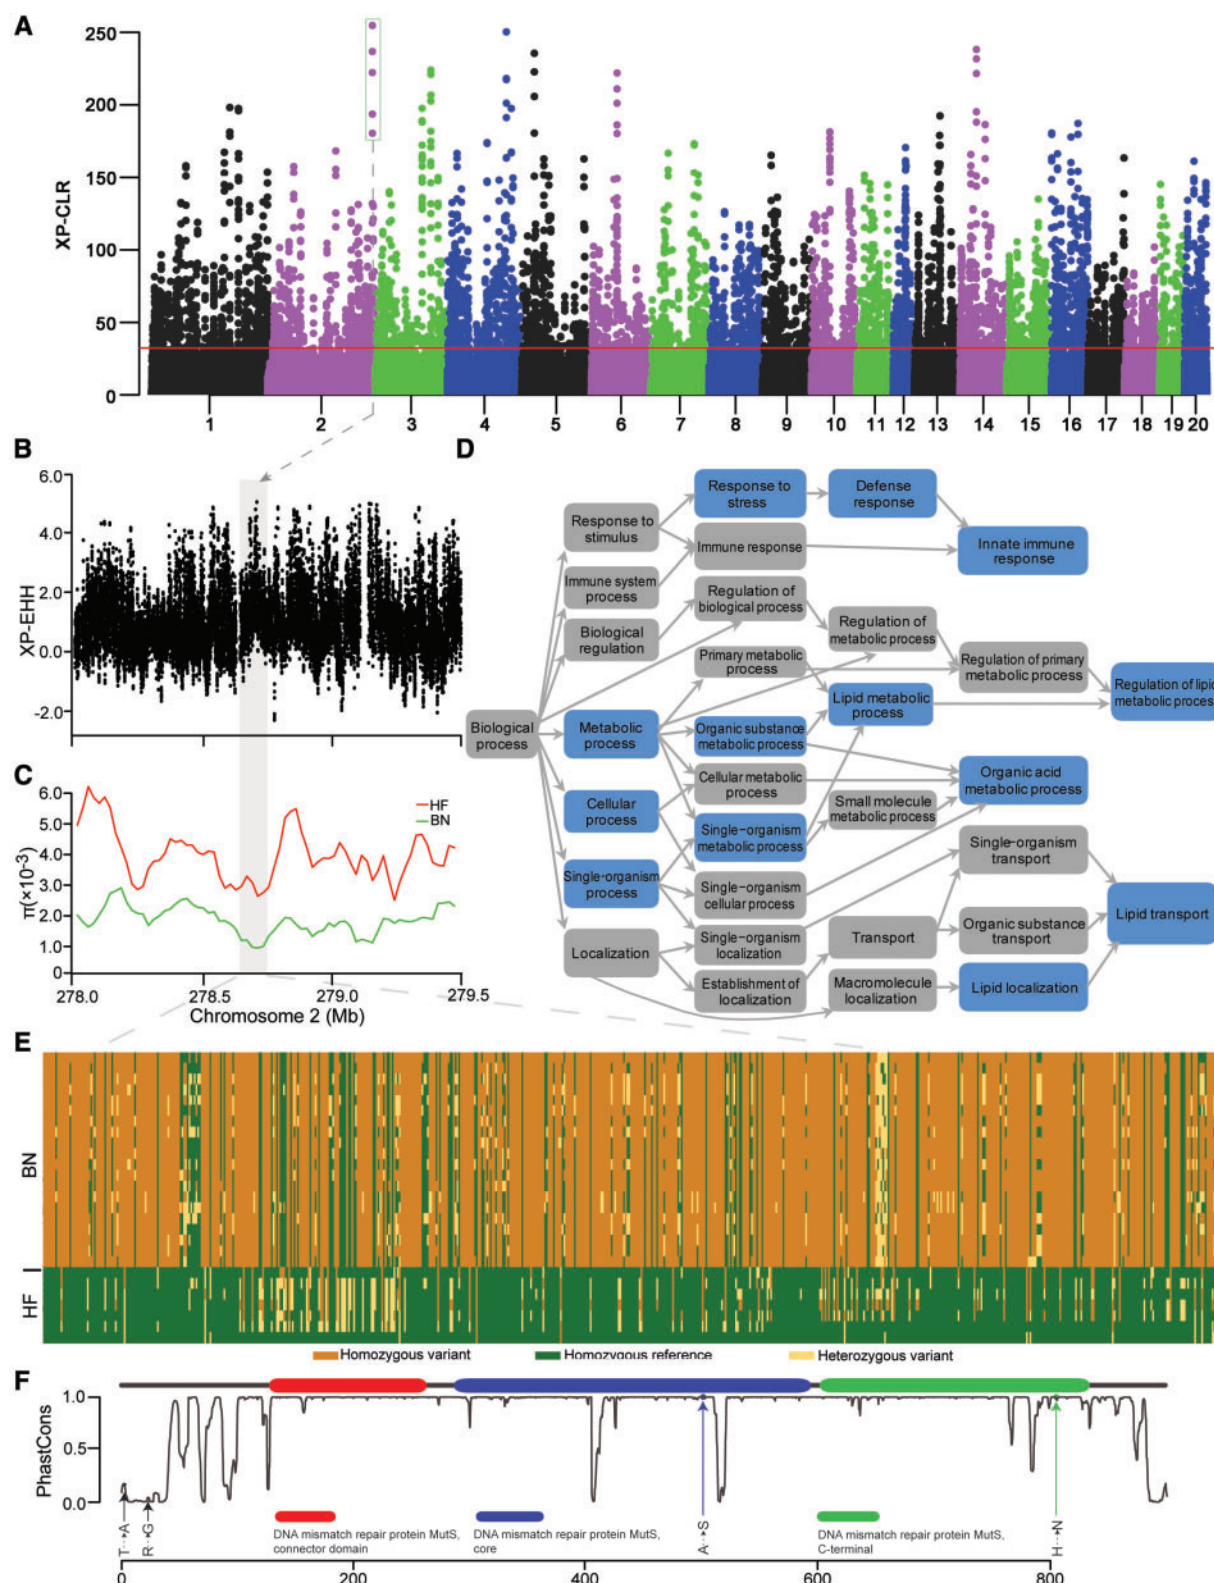 A
250
200
150
100
50
0
XP-CLR
1 2 3 4 5 6 7 8 9 10 11 12 13 14 15 16 17 18 19 20
B
6.0
4.0
2.0
0.0
-2.0
XP-EHH
C
6.0
5.0
4.0
3.0
2.0
1.0
0
π(×10⁻³)
HF
BN
278.0 278.5 279.0 279.5
Chromosome 2 (Mb)
D
Biological
process
Response to
stimulus
Immune system
process
Biological
regulation
Metabolic
process
Cellular
process
Single-organism
process
Localization
Response to
stress
Immune response
Regulation of
biological process
Primary metabolic
process
Organic substance
metabolic process
Cellular metabolic
process
Single-organism
metabolic process
Single-organism
cellular process
Single-organism
localization
Establishment of
localization
Defense
response
Regulation of
metabolic process
Lipid metabolic
process
Small molecule
metabolic process
Transport
Macromolecule
localization
Innate immune
response
Regulation of primary
metabolic process
Organic acid
metabolic process
Single-organism
transport
Organic substance
transport
Lipid localization
Regulation of lipid
metabolic process
Lipid transport
E
BN
HF
Homozygous variant
Homozygous reference
Heterozygous variant
F
1.0
0.5
0.0
PhastCons
T→A
R→G
A→S
H→N
DNA mismatch repair protein MutS,
connector domain
DNA mismatch repair protein MutS,
core
DNA mismatch repair protein MutS,
C-terminal
0 200 400 600 800